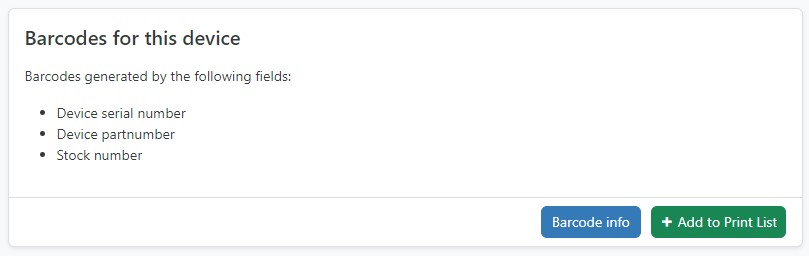 Barcodes for this device
Barcodes generated by the following fields:
• Device serial number
• Device partnumber
• Stock number
Barcode info + Add to Print List